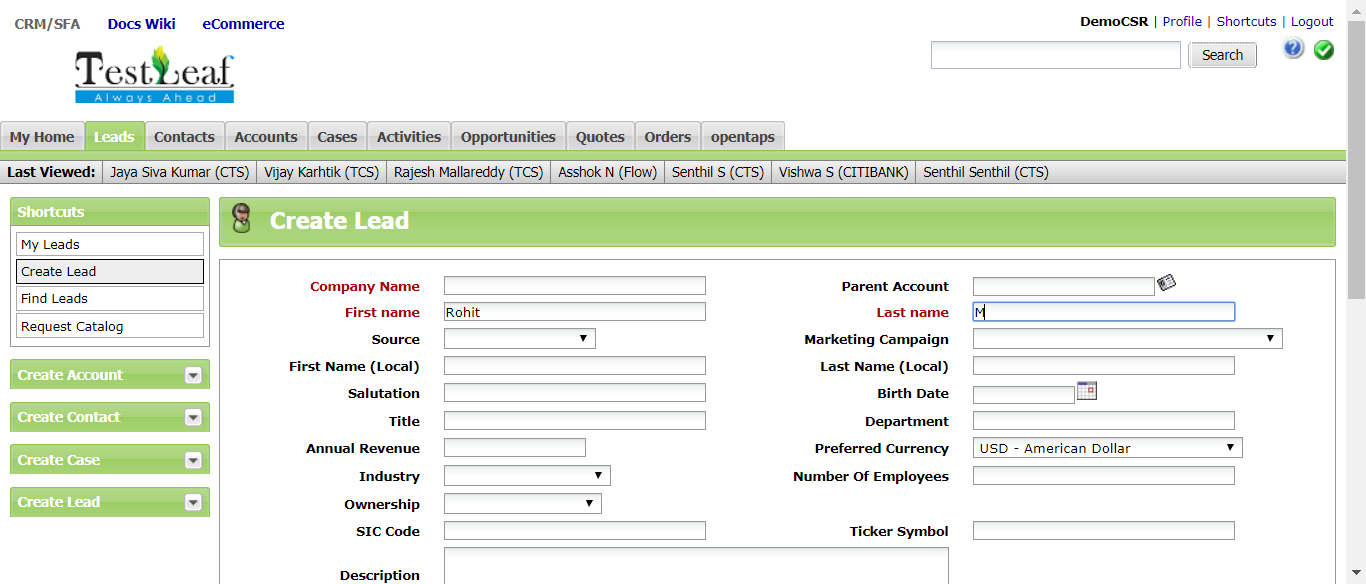 CRM/SFA Docs Wiki eCommerce
DemoCSR | Profile | Shortcuts | Logout
TestLeaf
Always Ahead
Search
My Home Leads Contacts Accounts Cases Activities Opportunities Quotes Orders opentaps
Last Viewed: Jaya Siva Kumar (CTS) Vijay Karhtik (TCS) Rajesh Mallareddy (TCS) Asshok N (Flow) Senthil S (CTS) Vishwa S (CITIBANK) Senthil Senthil (CTS)
Shortcuts
My Leads
Create Lead
Find Leads
Request Catalog
Create Account
Create Contact
Create Case
Create Lead
Create Lead
Company Name Parent Account
First name Rohit Last name M
Source Marketing Campaign
First Name (Local) Last Name (Local)
Salutation Birth Date
Title Department
Annual Revenue Preferred Currency USD - American Dollar
Industry Number Of Employees
Ownership
SIC Code Ticker Symbol
Description